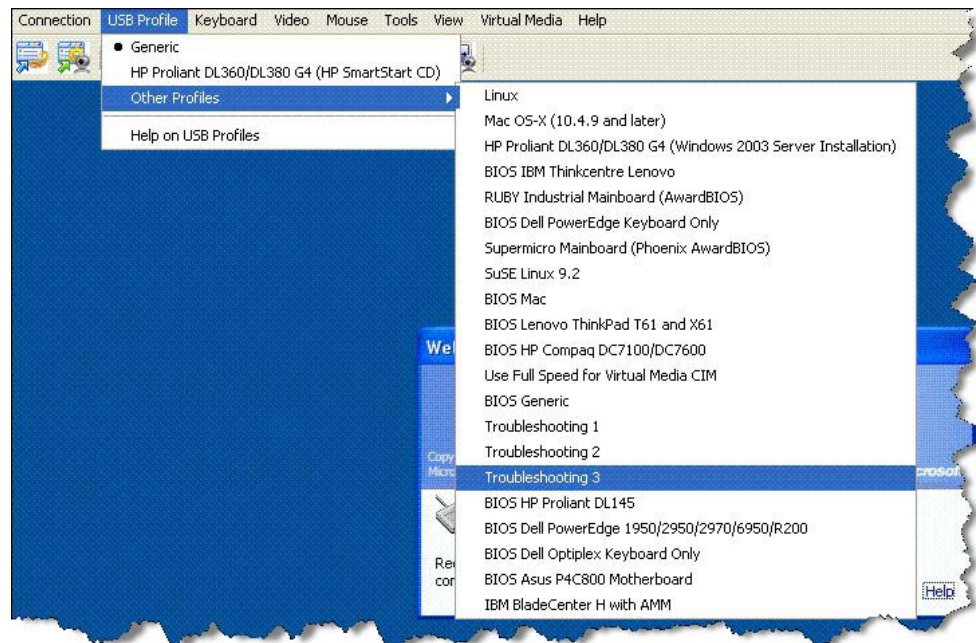 Connection USB Profile Keyboard Video Mouse Tools View Virtual Media Help
Generic
HP Proliant DL360/DL380 G4 (HP SmartStart CD)
Other Profiles
Help on USB Profiles
Linux
Mac OS-X (10.4.9 and later)
HP Proliant DL360/DL380 G4 (Windows 2003 Server Installation)
BIOS IBM Thinkcentre Lenovo
RUBY Industrial Mainboard (AwardBIOS)
BIOS Dell PowerEdge Keyboard Only
Supermicro Mainboard (Phoenix AwardBIOS)
SuSE Linux 9.2
BIOS Mac
BIOS Lenovo ThinkPad T61 and X61
BIOS HP Compaq DC7100/DC7600
Use Full Speed for Virtual Media CIM
BIOS Generic
Troubleshooting 1
Troubleshooting 2
Troubleshooting 3
BIOS HP Proliant DL145
BIOS Dell PowerEdge 1950/2950/2970/6950/R200
BIOS Dell Optiplex Keyboard Only
BIOS Asus P4C800 Motherboard
IBM BladeCenter H with AMM
Wel
Copy
Micro
crosof
Re
cor
Help